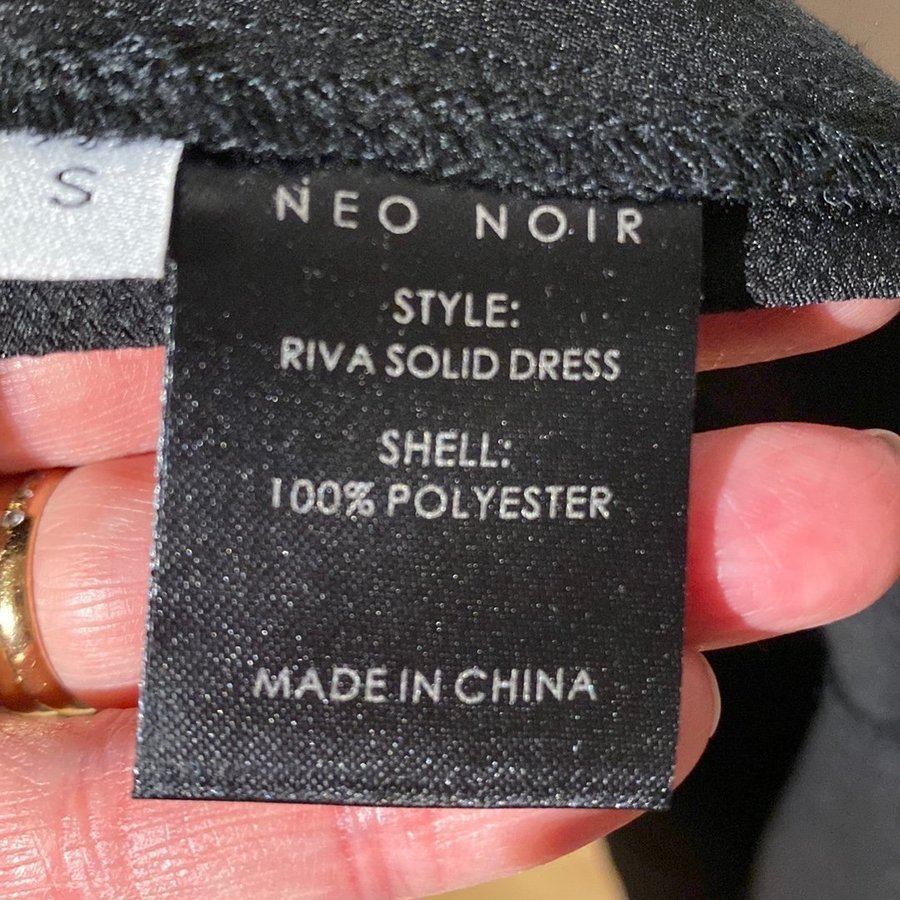 S
NEO NOIR
STYLE:
RIVA SOLID DRESS
SHELL:
100% POLYESTER
MADE IN CHINA